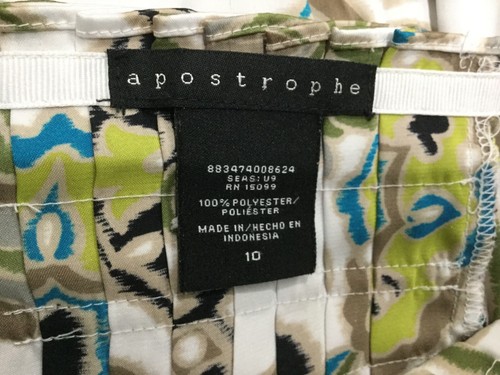 apostrophe
883474008624
SEAS: U9
RN 15099
100% POLYESTER/
POLIÉSTER
MADE IN/HECHO EN
INDONESIA
10